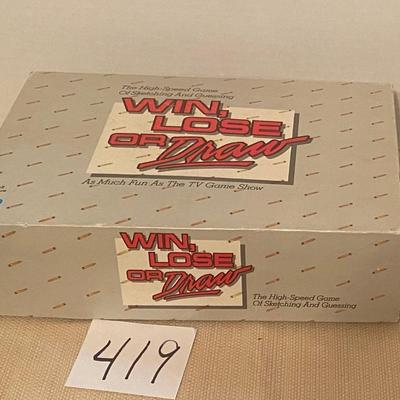 The High-Speed Game
Of Sketching And Guessing
WIN,
LOSE
OR Draw
As Much Fun As The TV Game Show
WIN,
LOSE
OR Draw
The High-Speed Game
Of Sketching And Guessing
419